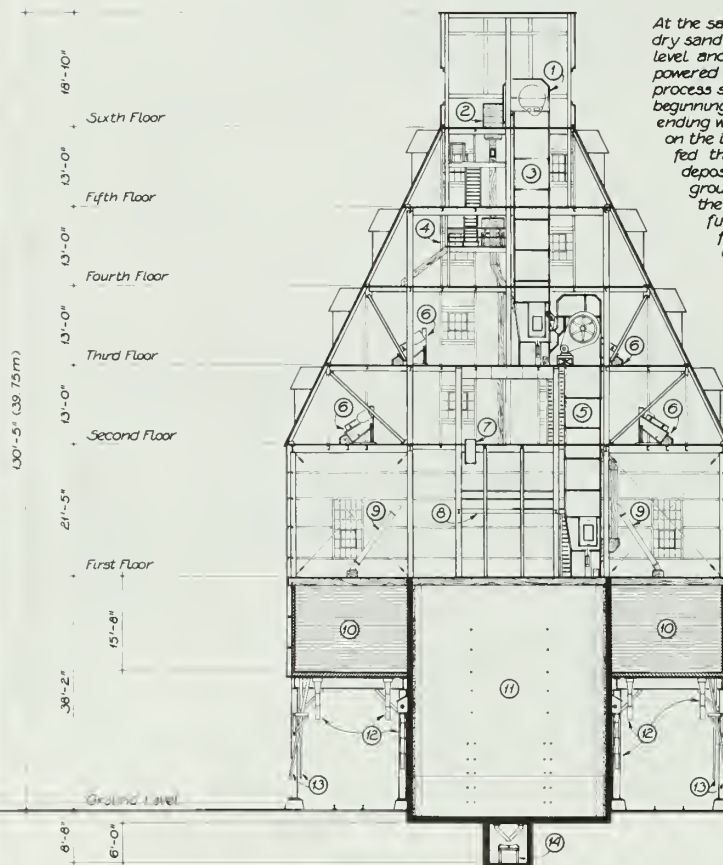 At the sa
dry sand
level and
powered
process s
beginning
ending w
on the
fed th
depos
grou
the
fu
f
18'-10"
1
2
Sixth Floor
13'-0"
3
Fifth Floor
13'-0"
4
Fourth Floor
13'-0"
6
6
Third Floor
13'-0"
130'-5" (39.75m)
5
6
6
Second Floor
7
21'-5"
8
9
9
First Floor
15'-8"
10
10
11
38'-2"
12
12
13
13
Ground Level
8'-8"
6'-0"
14